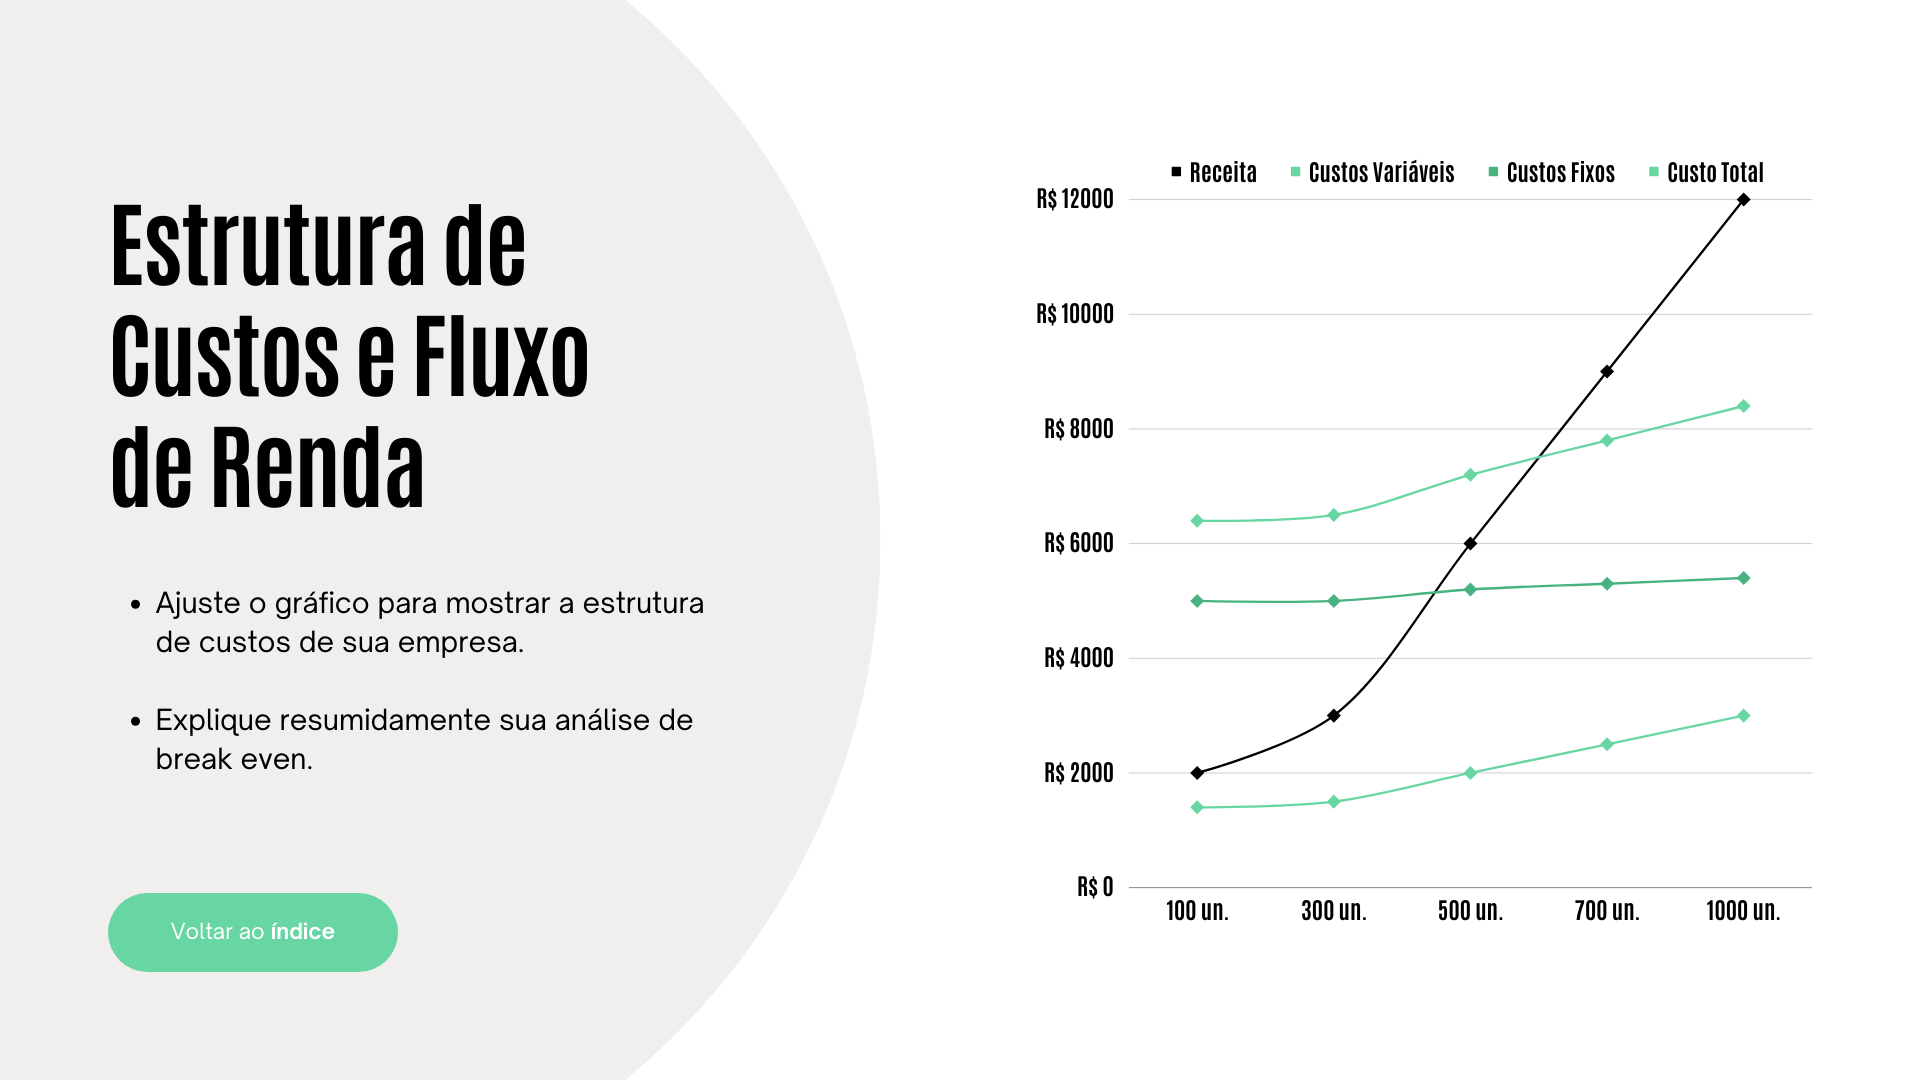 Estrutura de
Custos e Fluxo
de Renda
• Ajuste o gráfico para mostrar a estrutura
de custos de sua empresa.
• Explique resumidamente sua análise de
break even.
Voltar ao índice
Receita Custos Variáveis Custos Fixos Custo Total
R$ 12000
R$ 10000
R$ 8000
R$ 6000
R$ 4000
R$ 2000
R$ 0
100 un. 300 un. 500 un. 700 un. 1000 un.